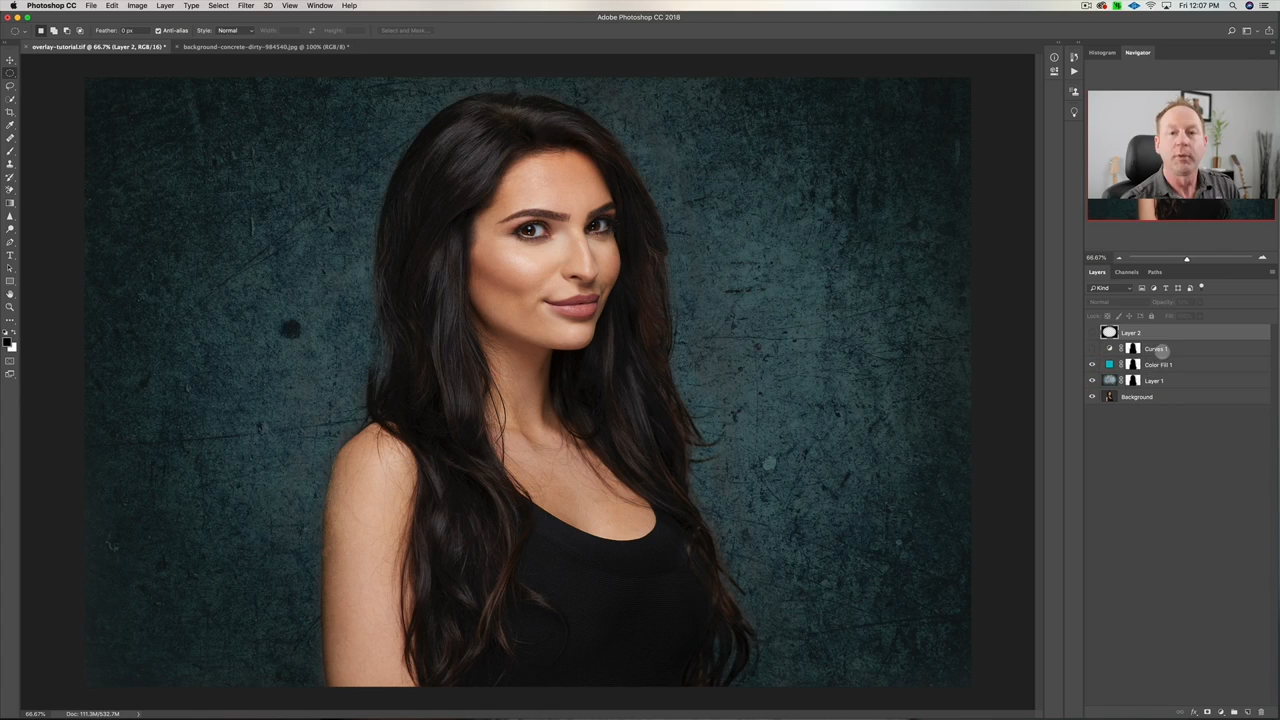 Photoshop CC File Edit Image Layer Type Select Filter 3D View Window Help Fri 12:07 PM
Adobe Photoshop CC 2018
Feather: 0 px Anti-alias Style: Normal Width: Height: Select and Mask...
overlay-tutorial.tif @ 66.7% (Layer 2, RGB/16) * background-concrete-dirty-984540.jpg @ 100% (RGB/8) *
Histogram Navigator
66.67%
Layers Channels Paths
Kind
Normal Opacity:
Lock: Fill:
Layer 2
Curves 1
Color Fill 1
Layer 1
Background
66.67% Doc: 111.3M/532.7M